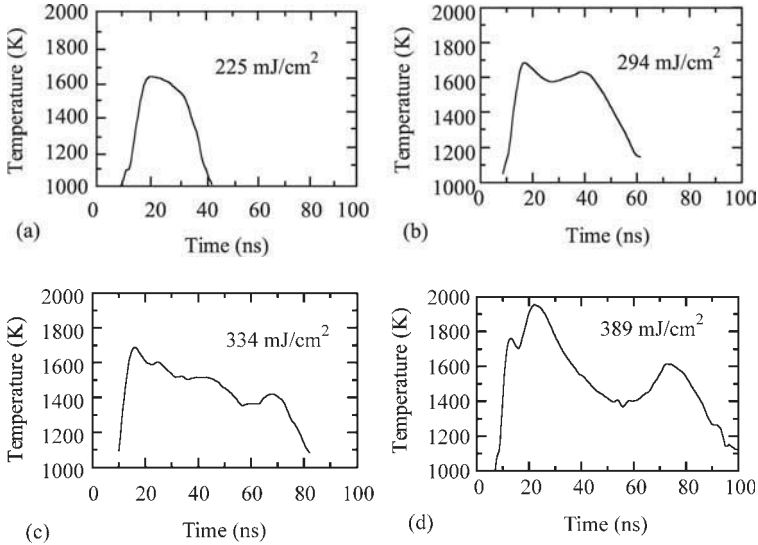 2000
1800
1600
1400
1200
1000
Temperature (K)
225 mJ/cm2
0 20 40 60 80 100
Time (ns)
(a)
2000
1800
1600
1400
1200
1000
Temperature (K)
294 mJ/cm2
0 20 40 60 80 100
Time (ns)
(b)
2000
1800
1600
1400
1200
1000
Temperature (K)
334 mJ/cm2
0 20 40 60 80 100
Time (ns)
(c)
2000
1800
1600
1400
1200
1000
Temperature (K)
389 mJ/cm2
0 20 40 60 80 100
Time (ns)
(d)